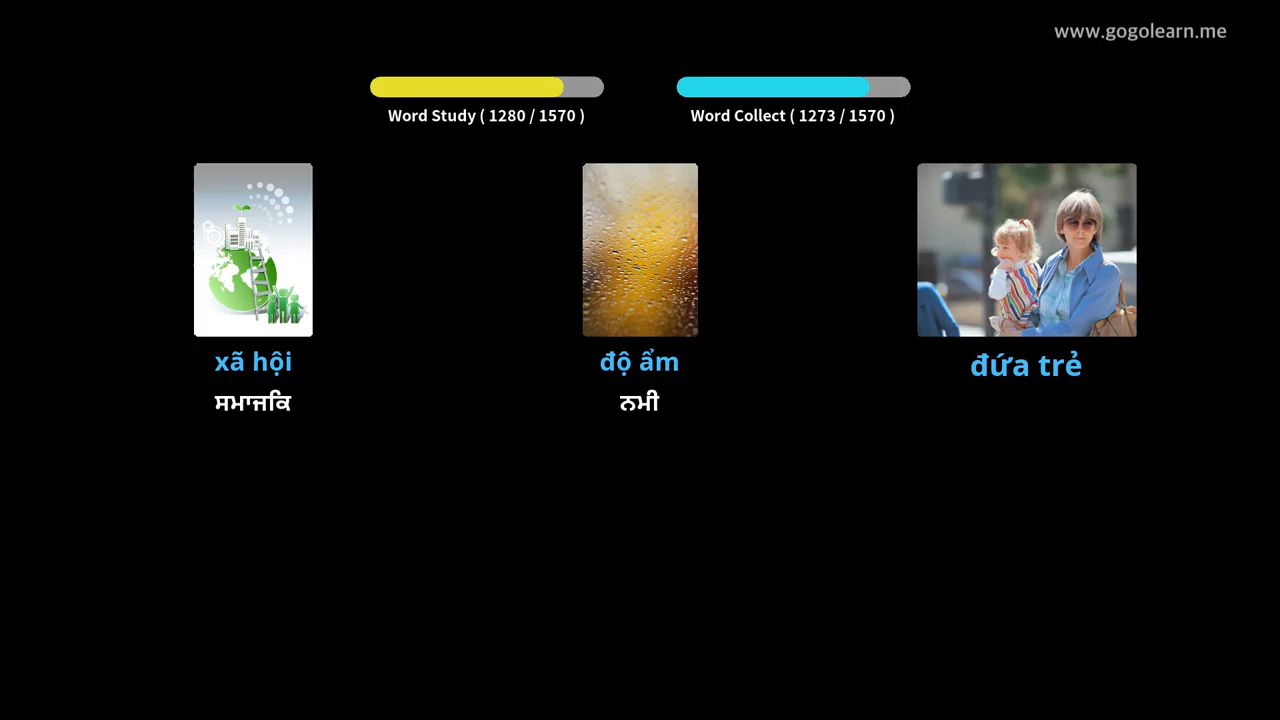 www.gogolearn.me
Word Study ( 1280 / 1570 )
Word Collect ( 1273 / 1570 )
xã hội
độ ẩm
đứa trẻ
ਸਮਾਜਕਿ
ਨਮੀ